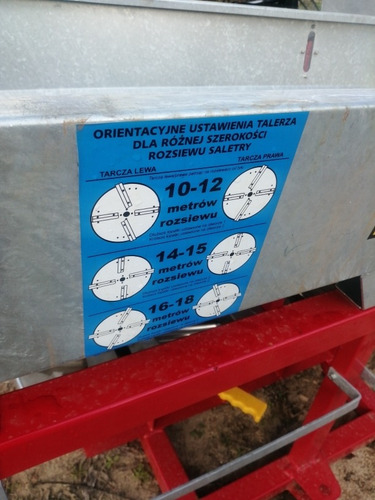 ORIENTACYJNE USTAWIENIA TALERZA
DLA RÓŻNEJ SZEROKOŚCI
ROZSIEWU SALETRY
TARCZA LEWA
TARCZA PRAWA
10-12
metrów
rozsiewu
14-15
metrów
rozsiewu
16-18
metrów
rozsiewu